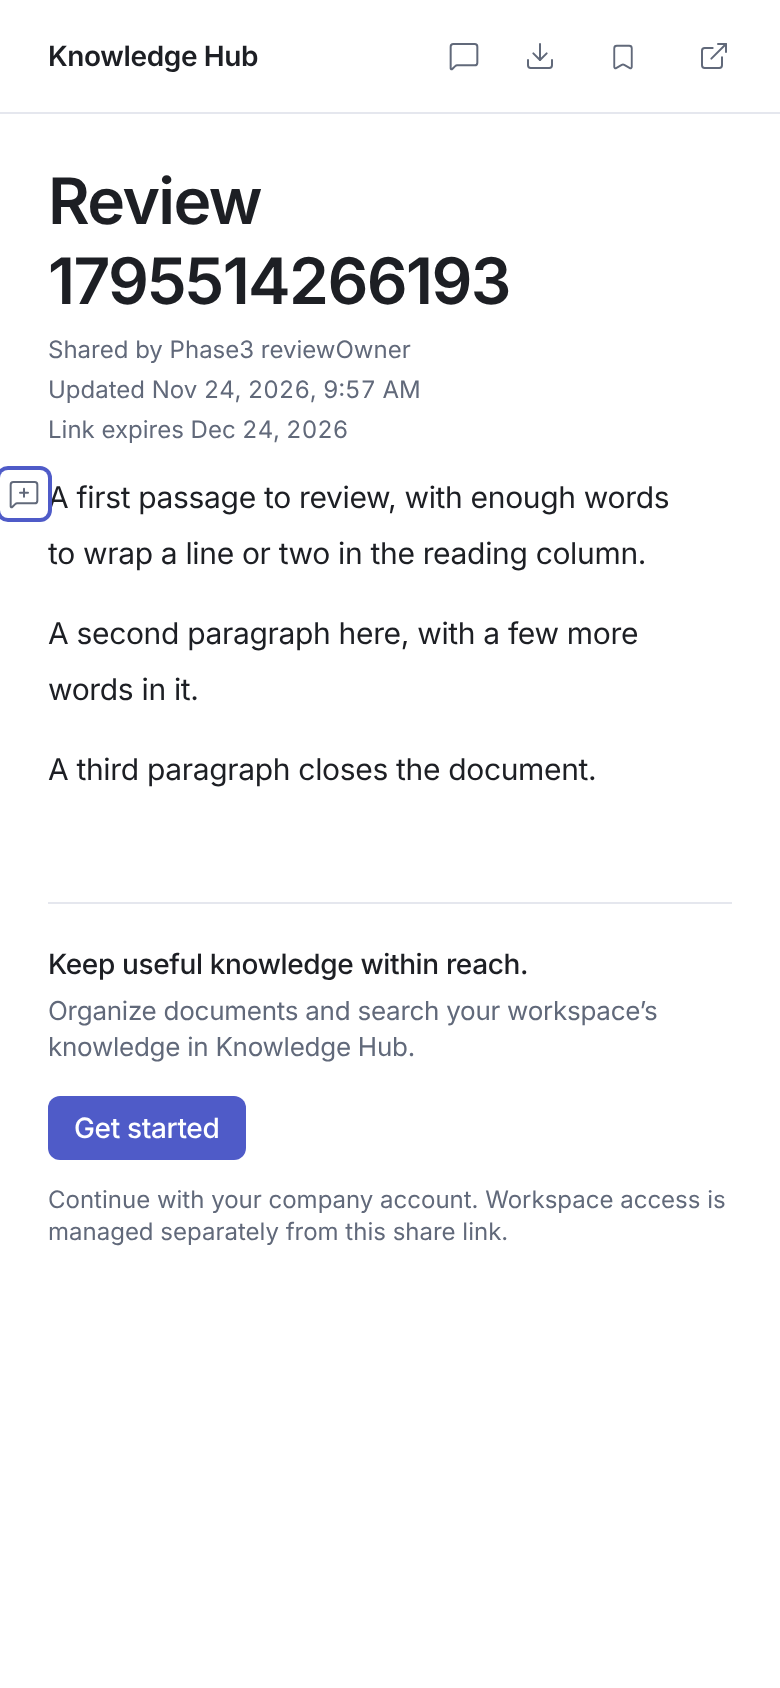 Knowledge Hub
Review
1795514266193
Shared by Phase3 reviewOwner
Updated Nov 24, 2026, 9:57 AM
Link expires Dec 24, 2026
A first passage to review, with enough words
to wrap a line or two in the reading column.
A second paragraph here, with a few more
words in it.
A third paragraph closes the document.
Keep useful knowledge within reach.
Organize documents and search your workspace’s
knowledge in Knowledge Hub.
Get started
Continue with your company account. Workspace access is
managed separately from this share link.